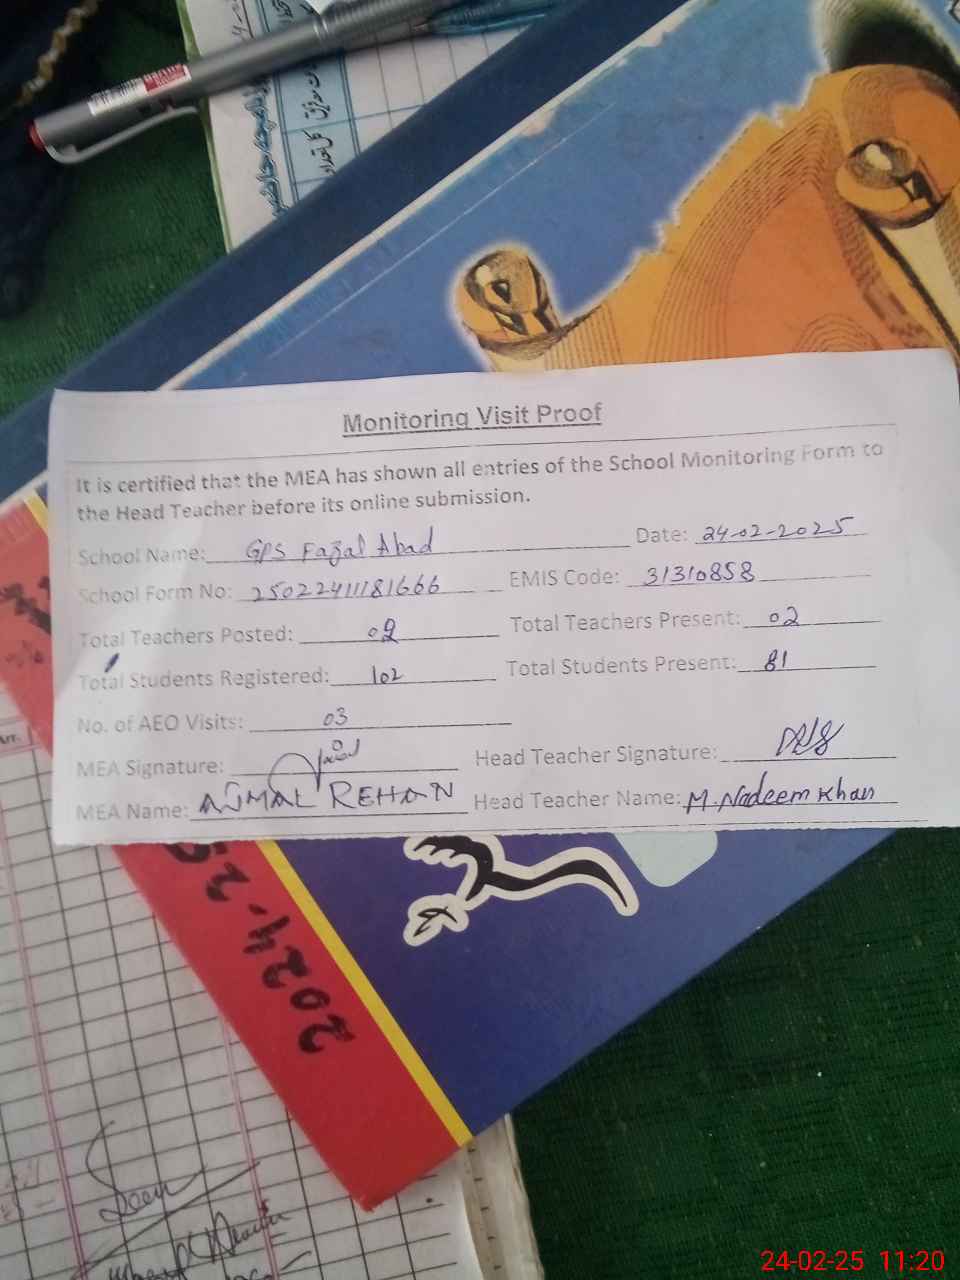 Monitoring Visit Proof
It is certified that the MEA has shown all entries of the School Monitoring Form to
the Head Teacher before its online submission.
School Name: GPS Fazal Abad Date: 24-02-2025
School Form No: 25022411181666 EMIS Code: 31310858
Total Teachers Posted: 02 Total Teachers Present: 02
Total Students Registered: 102 Total Students Present: 81
No. of AEO Visits: 03
MEA Signature: Head Teacher Signature:
MEA Name: AJMAL REHAN Head Teacher Name: M. Nadeem Khan
2024-25
Seen
24-02-25 11:20